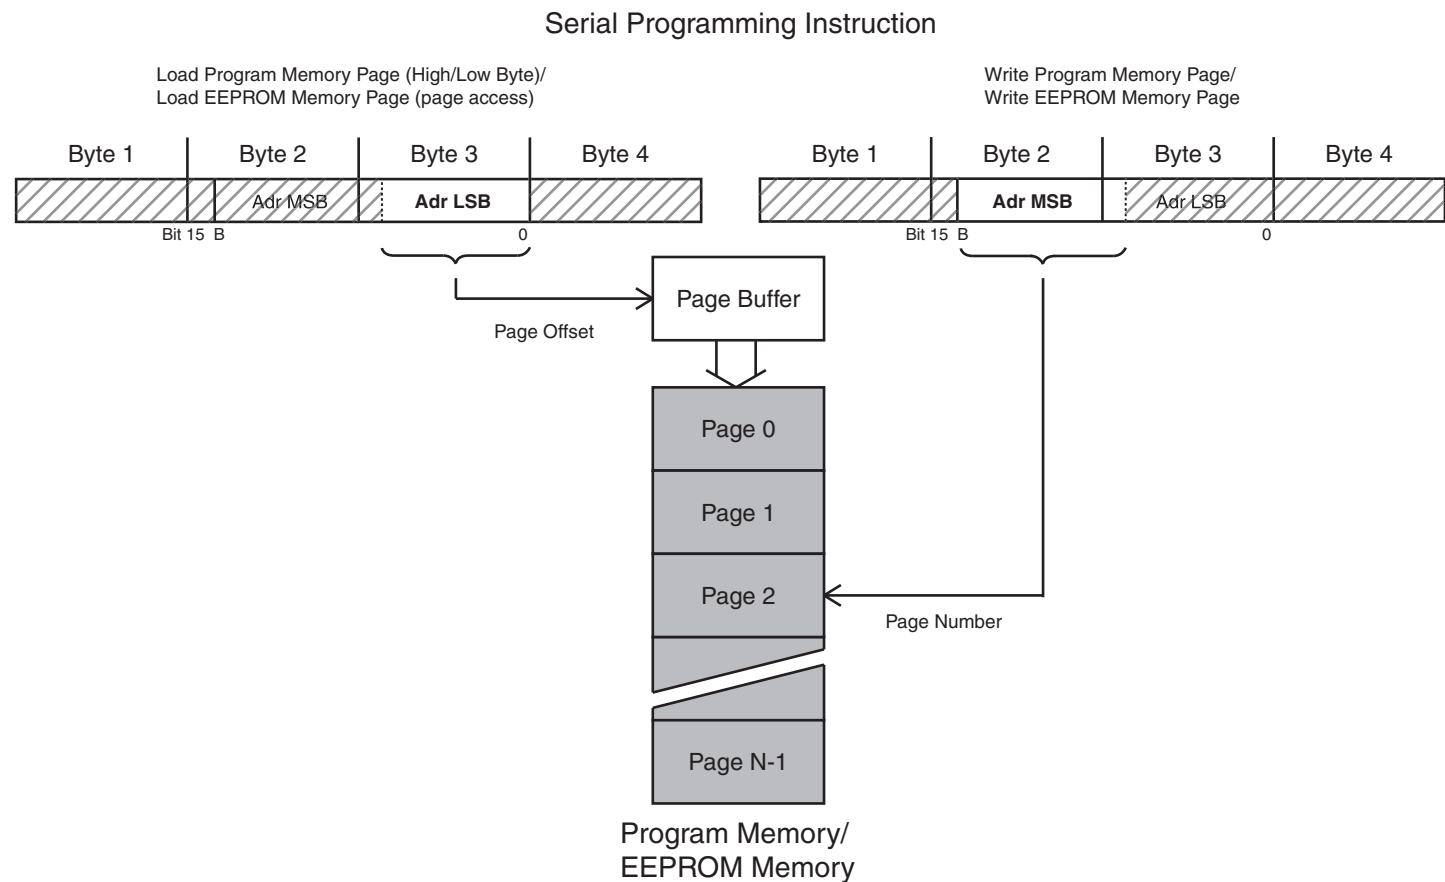 Serial Programming Instruction
Load Program Memory Page (High/Low Byte)/
Load EEPROM Memory Page (page access)
Write Program Memory Page/
Write EEPROM Memory Page
Byte 1 Byte 2 Byte 3 Byte 4
Byte 1 Byte 2 Byte 3 Byte 4
Adr MSB Adr LSB
Adr MSB Adr LSB
Bit 15 B 0
Bit 15 B 0
Page Buffer
Page Offset
Page 0
Page 1
Page 2
Page Number
Page N-1
Program Memory/
EEPROM Memory